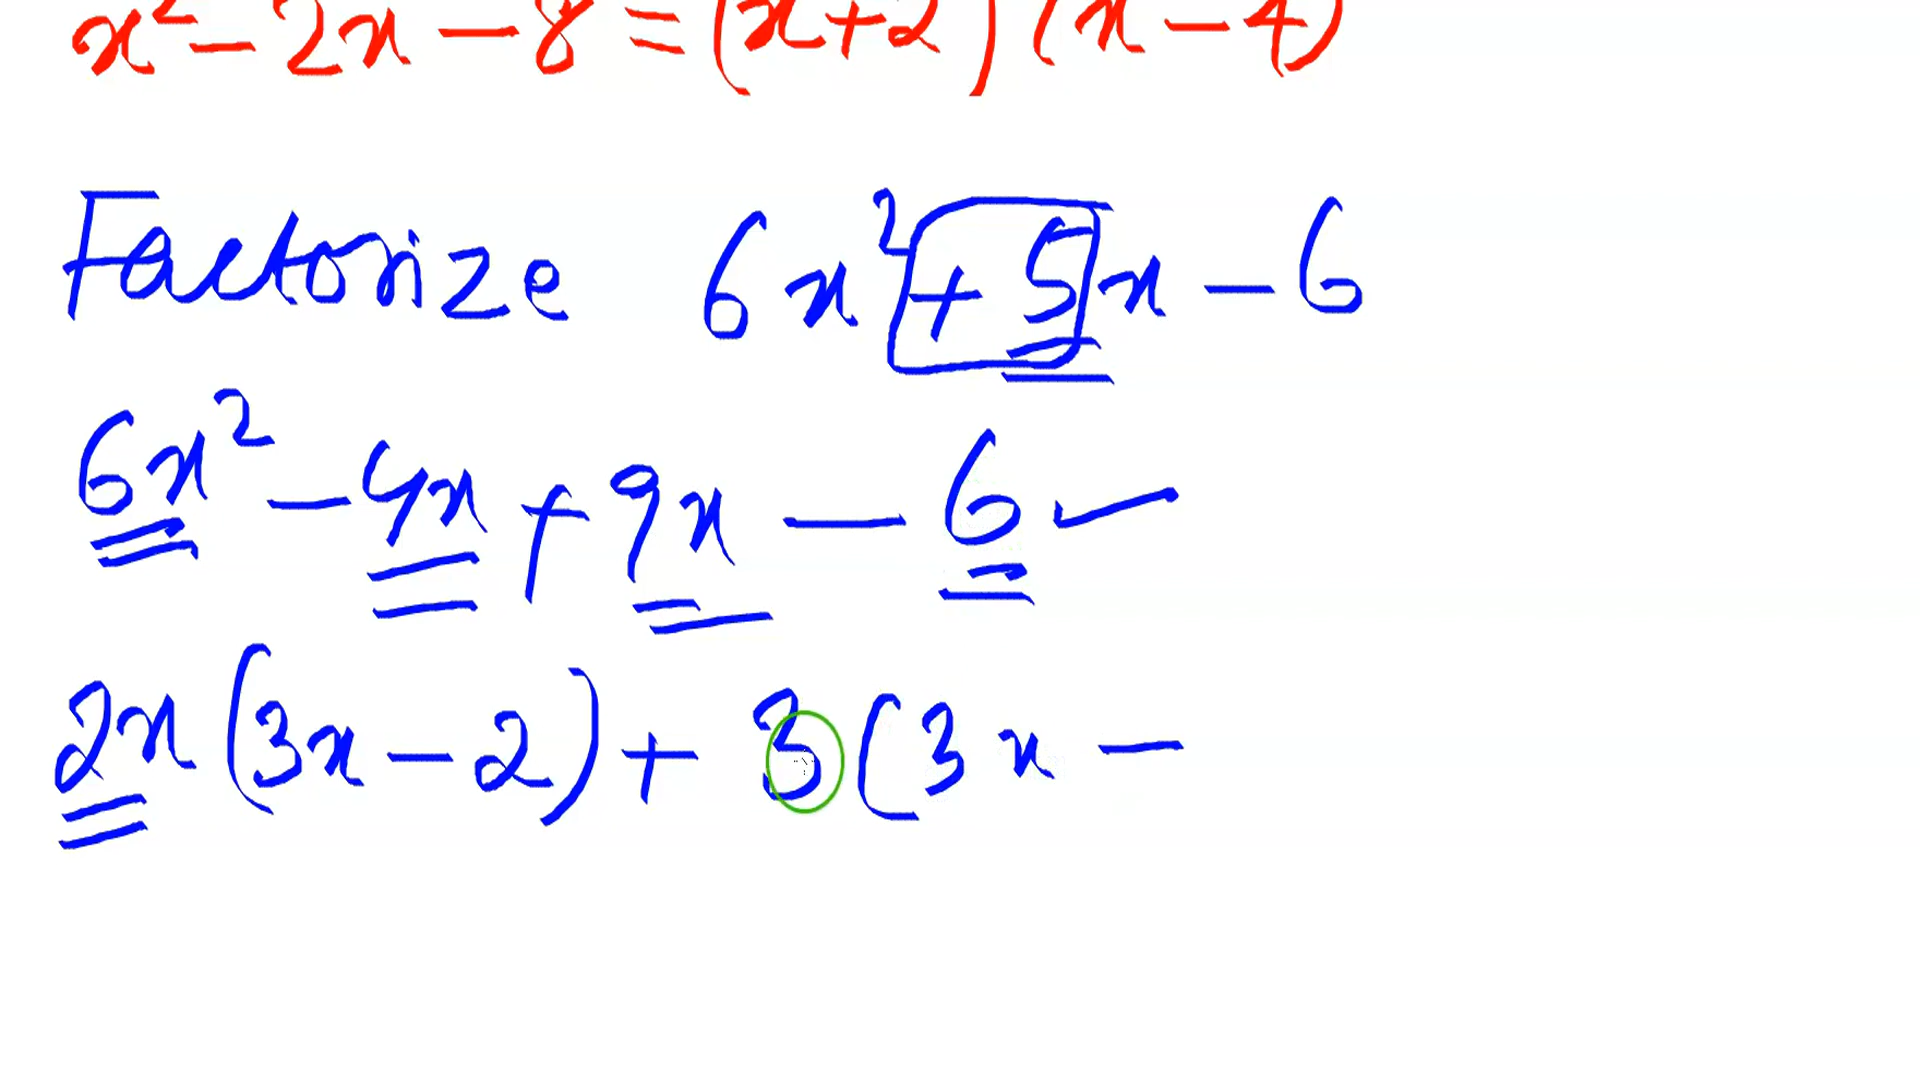 x² - 2x - 8 = (x+2)(x-4)
Factorize 6x² + 5x - 6
6x² - 4x + 9x - 6 ✓
2x(3x-2) + 3(3x -